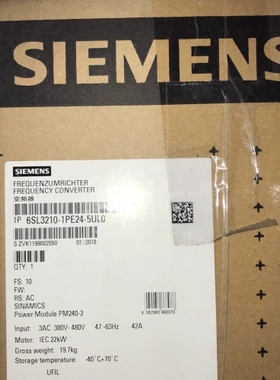 SIEMENS
SIEMENS
FREQUENZUMRICHTER
FREQUENCY CONVERTER
变频器
1P 6SL3210-1PE24-5UL0
S ZVK1199002550 01/2018
QTY: 1
FS: 10
FW:
RS: AC
SINAMICS
Power Module PM240-2
Input: 3AC 380V- 480V 47-63Hz 42A
Motor: IEC 22kW
Gross weight: 19.7kg
Storage temperature: -40°C+70°C
UFIL